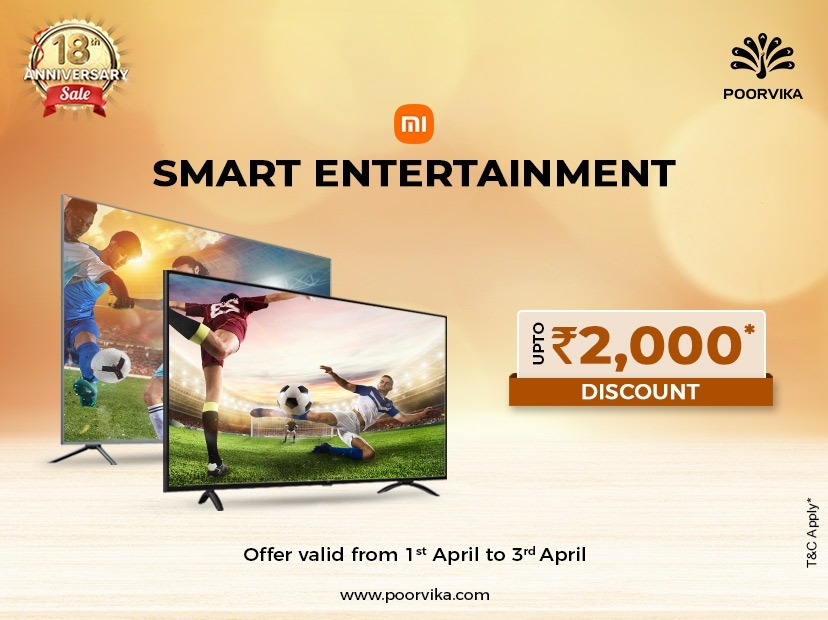 18th
ANNIVERSARY
Sale
POORVIKA
mi
SMART ENTERTAINMENT
UPTO ₹2,000*
DISCOUNT
Offer valid from 1st April to 3rd April
www.poorvika.com
T&C Apply*